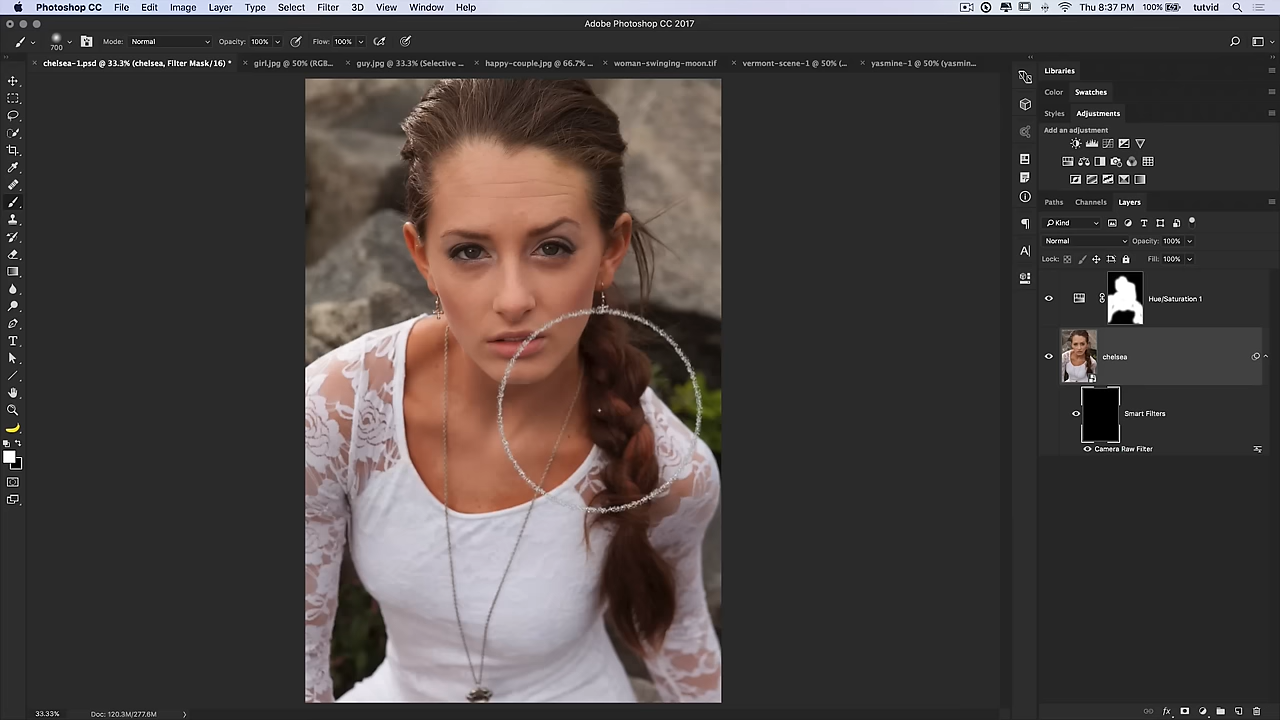 Photoshop CC File Edit Image Layer Type Select Filter 3D View Window Help 100% Thu 8:37 PM tutvid
Adobe Photoshop CC 2017
700 Mode: Normal Opacity: 100% Flow: 100%
× chelsea-1.psd @ 33.3% (chelsea, Filter Mask/16) * × girl.jpg @ 50% (RGB... × guy.jpg @ 33.3% (Selective ... × happy-couple.jpg @ 66.7% ... × woman-swinging-moon.tif × vermont-scene-1 @ 50% (... × yasmine-1 @ 50% (yasmin...
Libraries
Color Swatches
Styles Adjustments
Add an adjustment
Paths Channels Layers
Kind
Normal Opacity: 100%
Lock: Fill: 100%
Hue/Saturation 1
chelsea
Smart Filters
Camera Raw Filter
33.33% Doc: 120.3M/277.6M